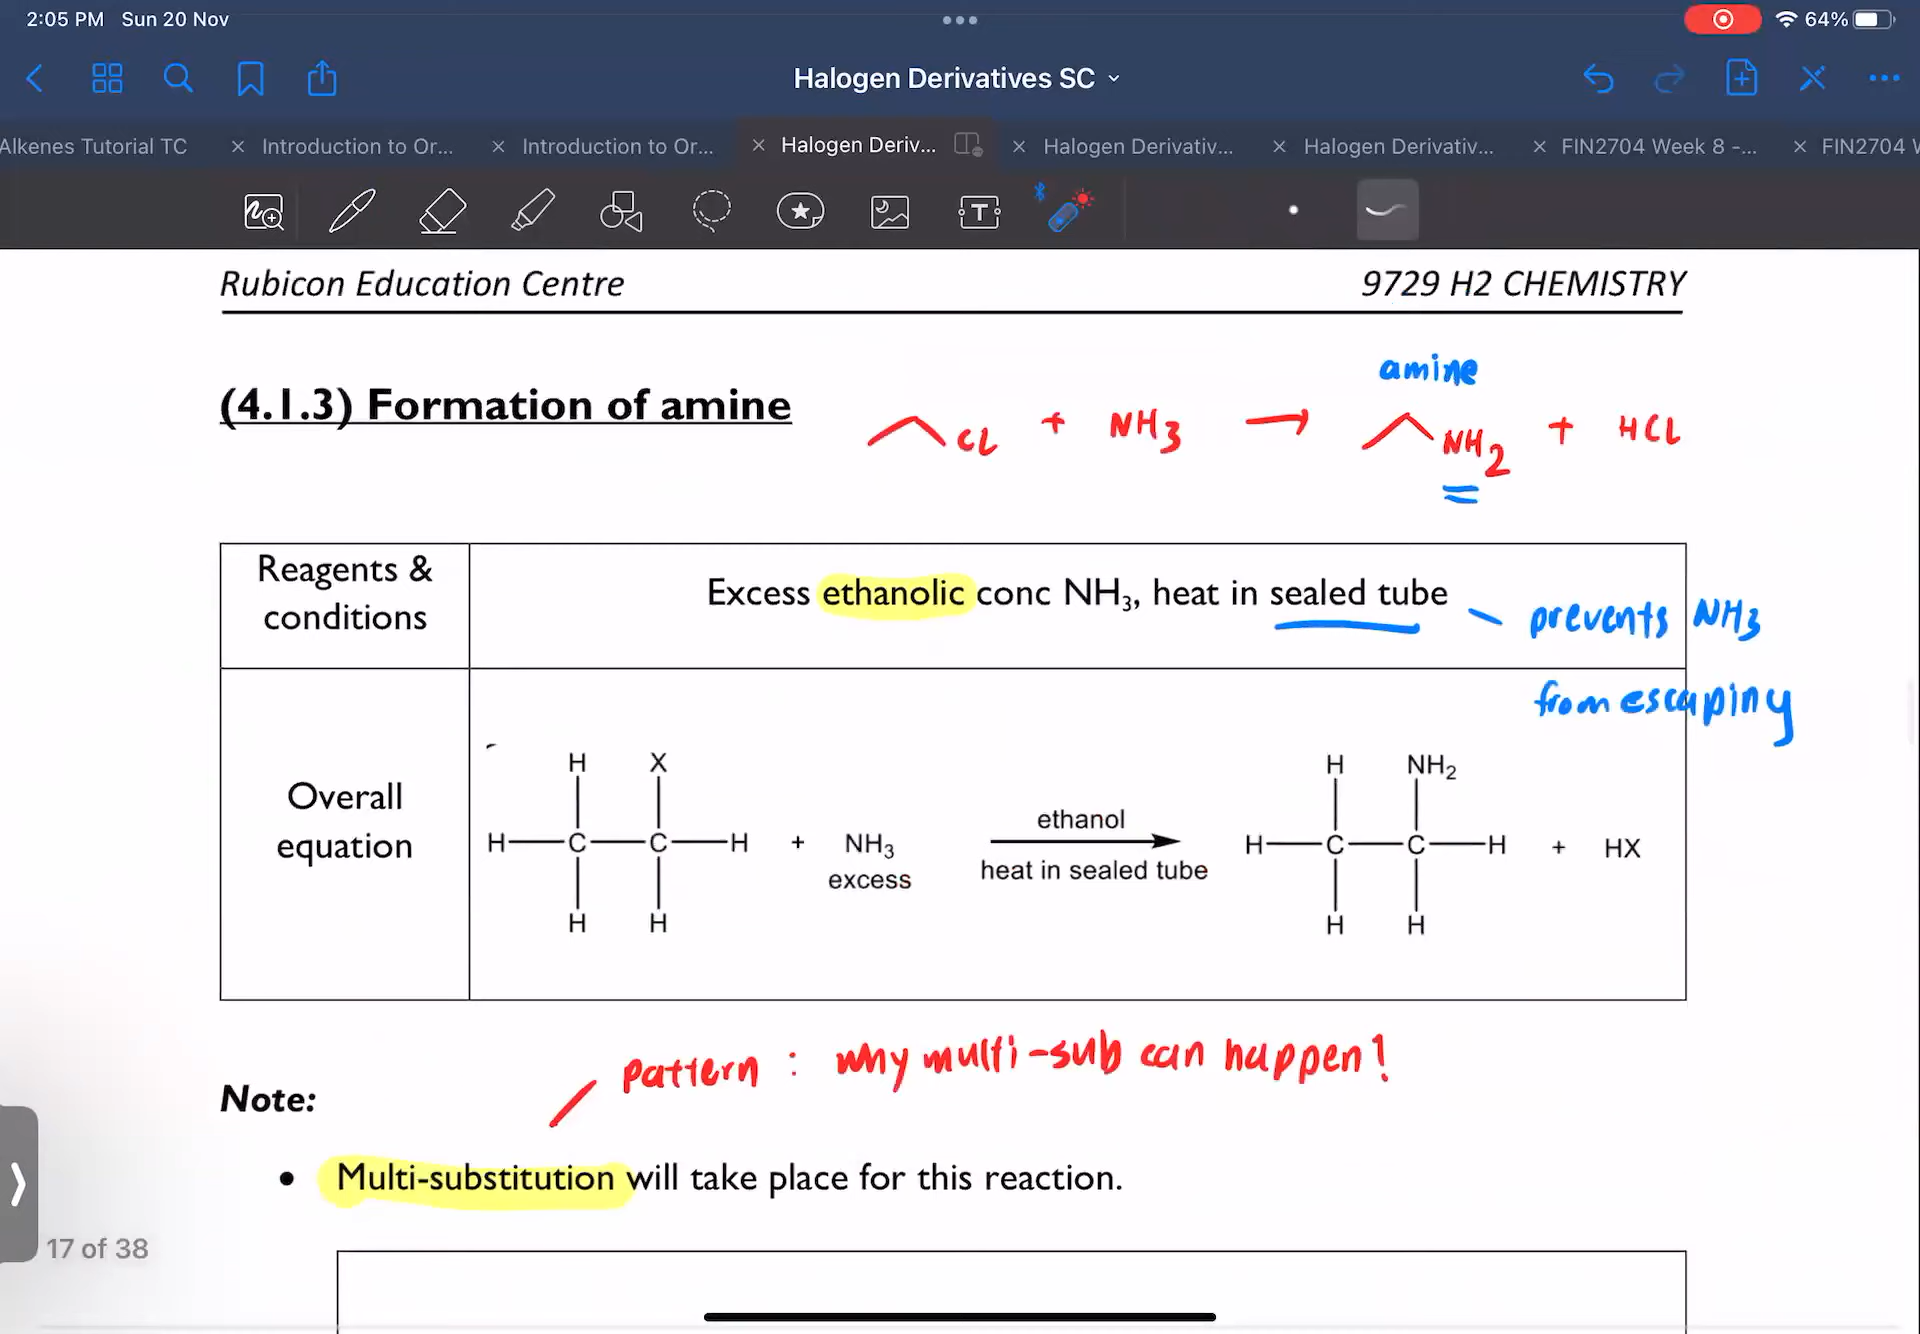 2:05 PM Sun 20 Nov
64%
Halogen Derivatives SC
Alkenes Tutorial TC
Introduction to Or...
Introduction to Or...
Halogen Deriv...
Halogen Derivativ...
Halogen Derivativ...
FIN2704 Week 8 -...
FIN2704 W
Rubicon Education Centre 9729 H2 CHEMISTRY
amine
(4.1.3) Formation of amine
CL + NH3 → NH2 + HCL
Reagents & conditions
Excess ethanolic conc NH₃, heat in sealed tube
prevents NH3
from escaping
Overall equation
H X
H—C—C—H + NH₃
excess
H H
ethanol
heat in sealed tube
H NH₂
H—C—C—H + HX
H H
pattern : why multi-sub can happen!
Note:
• Multi-substitution will take place for this reaction.
17 of 38